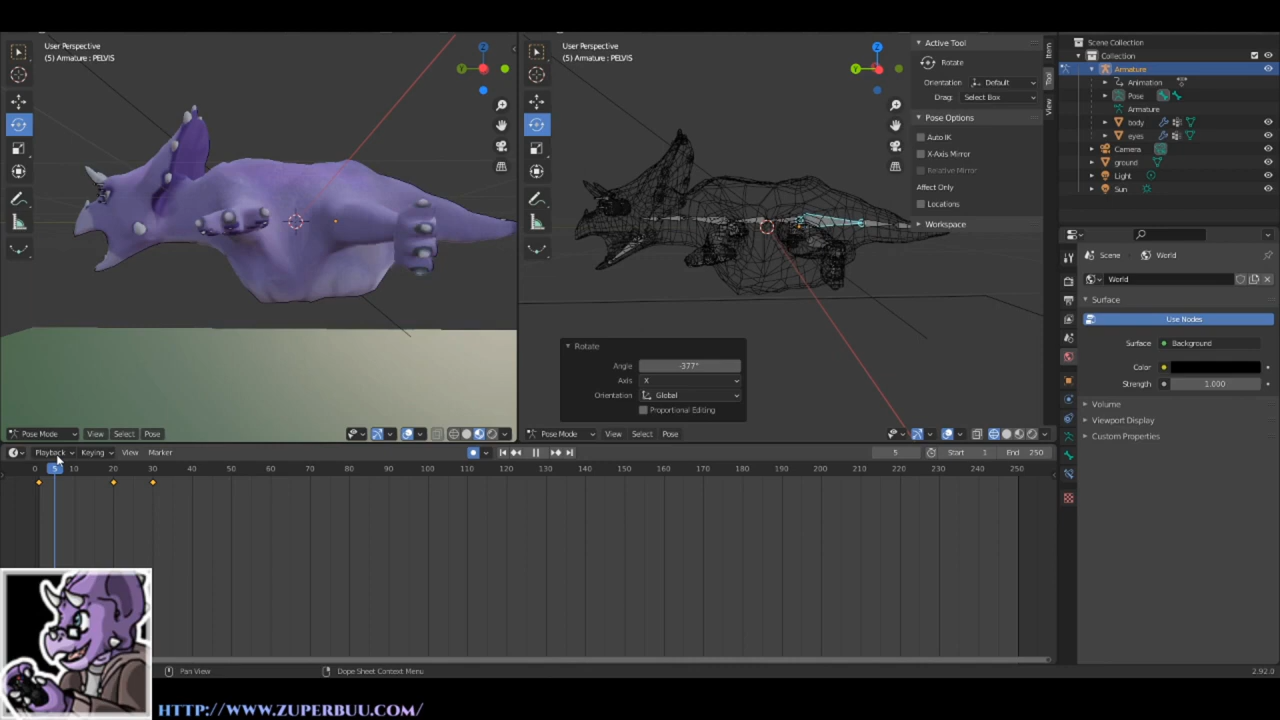 User Perspective
(5) Armature : PELVIS
User Perspective
(5) Armature : PELVIS
Z
Y
Z
Y
Item
Tool
View
Active Tool
Rotate
Orientation: Default
Drag: Select Box
Pose Options
Auto IK
X-Axis Mirror
Relative Mirror
Affect Only
Locations
Workspace
Rotate
Angle -377°
Axis X
Orientation Global
Proportional Editing
Pose Mode View Select Pose
Pose Mode View Select Pose
Scene Collection
Collection
Armature
Animation
Pose
Armature
body
eyes
Camera
ground
Light
Sun
Scene World
World
Surface
Use Nodes
Surface Background
Color
Strength 1.000
Volume
Viewport Display
Custom Properties
Playback Keying View Marker 5 Start 1 End 250
0 5 10 20 30 40 50 60 70 80 90 100 110 120 130 140 150 160 170 180 190 200 210 220 230 240 250
Pan View Dope Sheet Context Menu 2.92.0
HTTP://WWW.ZUPERBUU.COM/